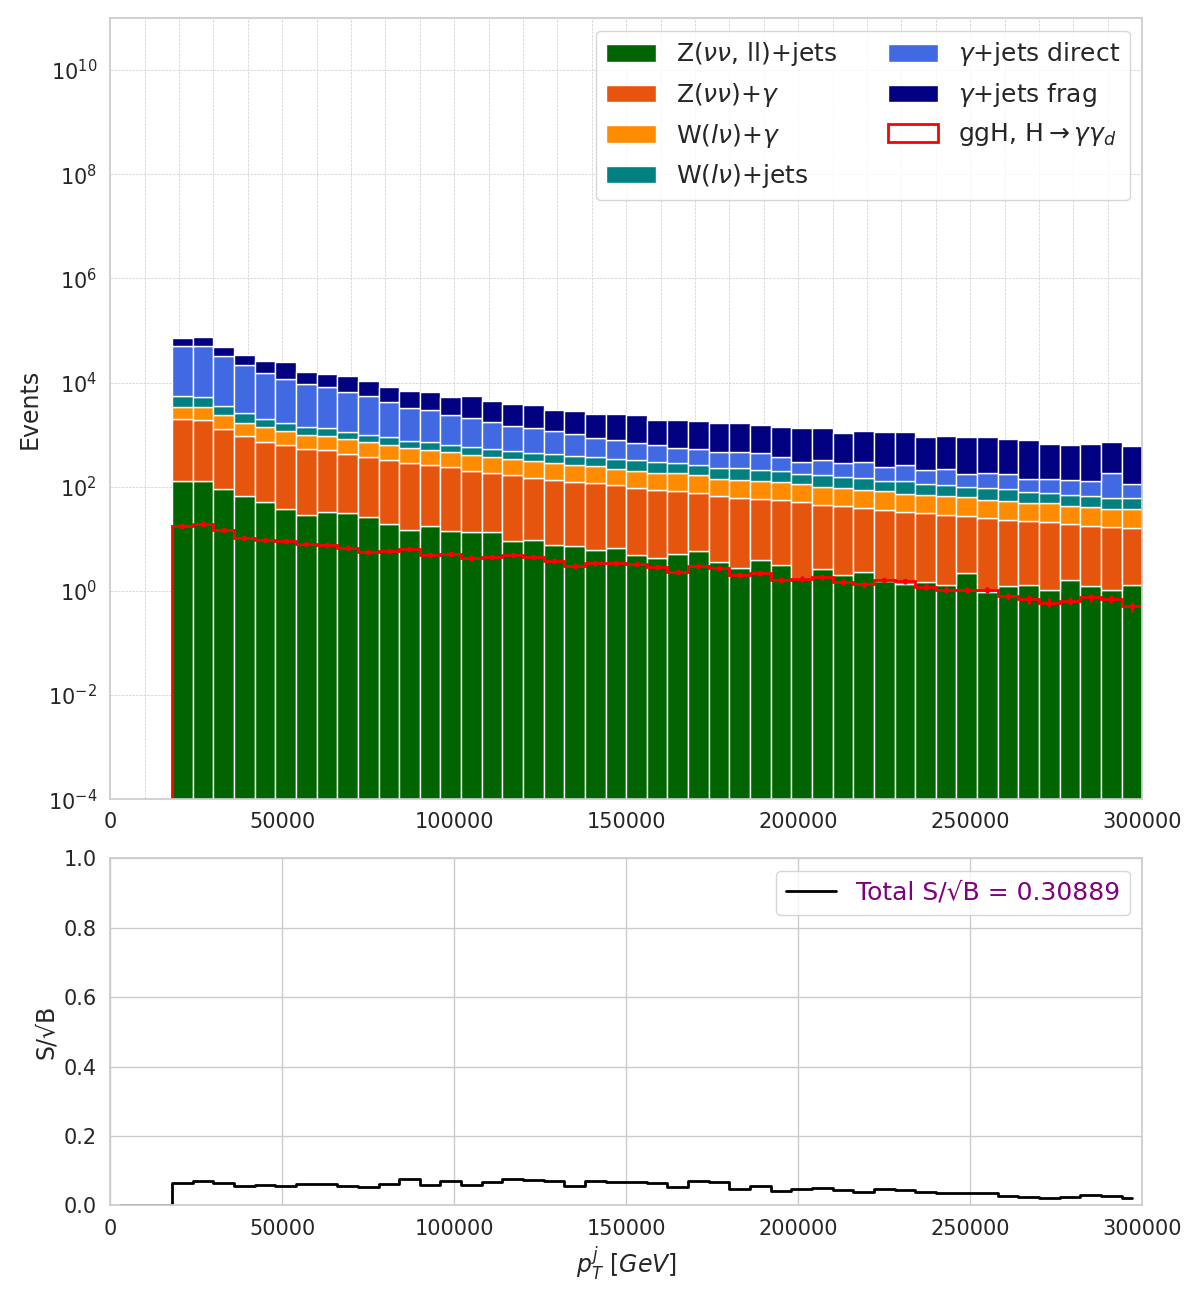 Z(νν, ll)+jets
Z(νν)+γ
W(lν)+γ
W(lν)+jets
γ+jets direct
γ+jets frag
ggH, H→γγ_d
Events
10^10
10^8
10^6
10^4
10^2
10^0
10^−2
10^−4
0 50000 100000 150000 200000 250000 300000
Total S/√B = 0.30889
S/√B
1.0
0.8
0.6
0.4
0.2
0.0
0 50000 100000 150000 200000 250000 300000
p_T^j [GeV]